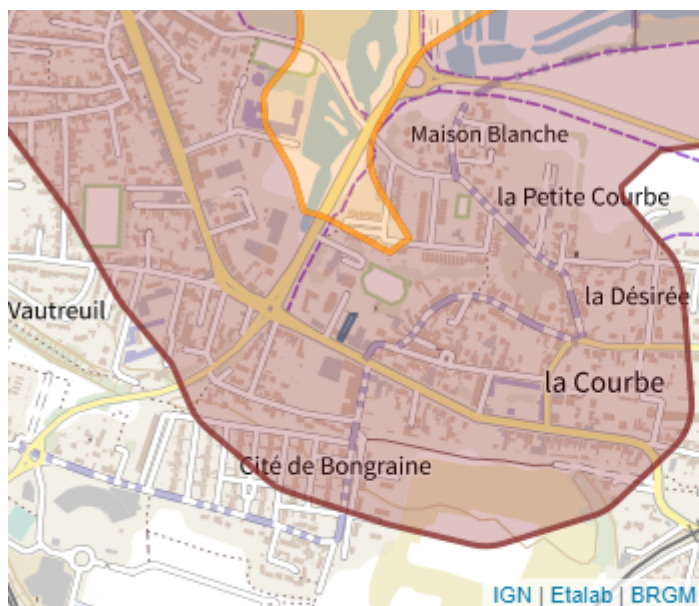 Maison Blanche
la Petite Courbe
la Désirée
Vautreuil
la Courbe
Cité de Bongraine
IGN | Etalab | BRGM